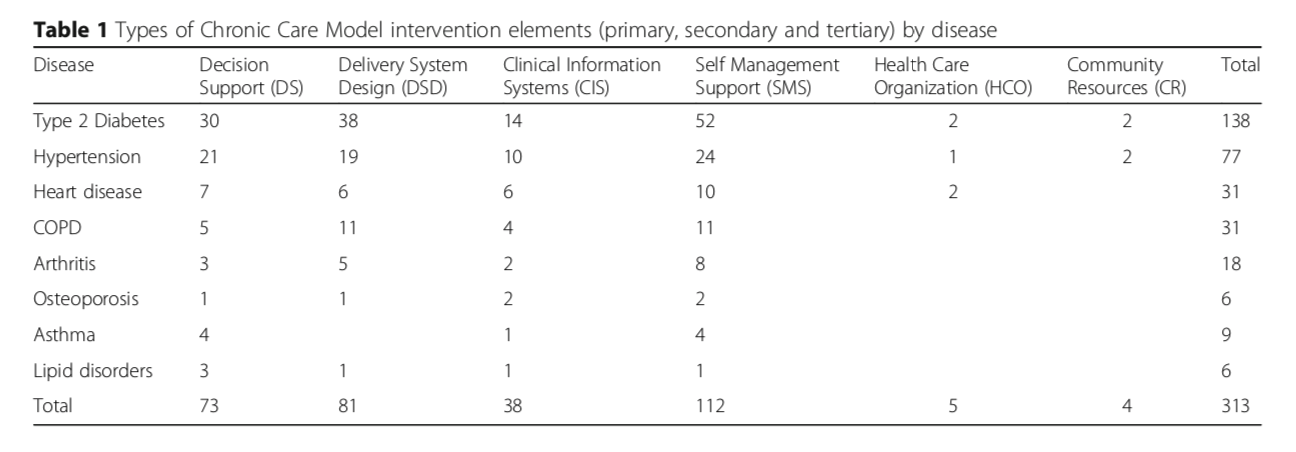 Table 1 Types of Chronic Care Model intervention elements (primary, secondary and tertiary) by disease
Disease Decision Delivery System Clinical Information Self Management Health Care Community Total
Support (DS) Design (DSD) Systems (CIS) Support (SMS) Organization (HCO) Resources (CR)
Type 2 Diabetes 30 38 14 52 2 2 138
Hypertension 21 19 10 24 1 2 77
Heart disease 7 6 6 10 2 31
COPD 5 11 4 11 31
Arthritis 3 5 2 8 18
Osteoporosis 1 1 2 2 6
Asthma 4 1 4 9
Lipid disorders 3 1 1 1 6
Total 73 81 38 112 5 4 313